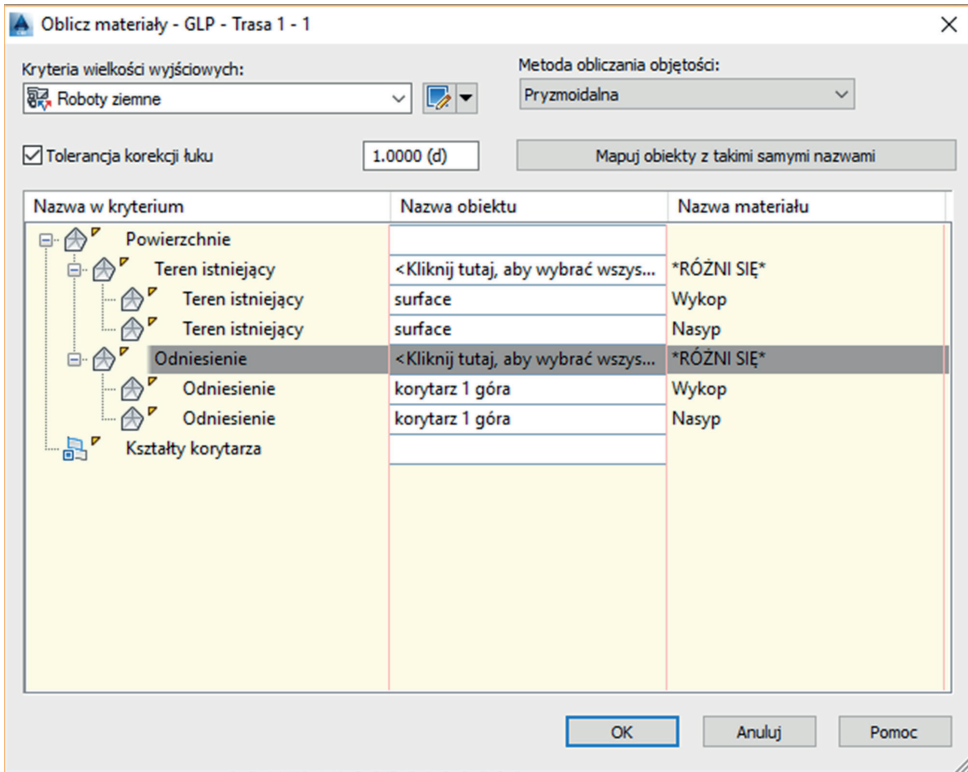 Oblicz materiały - GLP - Trasa 1 - 1
Kryteria wielkości wyjściowych:
Metoda obliczania objętości:
Roboty ziemne
Pryzmoidalna
Tolerancja korekcji łuku
1.0000 (d)
Mapuj obiekty z takimi samymi nazwami
Nazwa w kryterium Nazwa obiektu Nazwa materiału
Powierzchnie
Teren istniejący <Kliknij tutaj, aby wybrać wszys... *RÓŻNI SIĘ*
Teren istniejący surface Wykop
Teren istniejący surface Nasyp
Odniesienie <Kliknij tutaj, aby wybrać wszys... *RÓŻNI SIĘ*
Odniesienie korytarz 1 góra Wykop
Odniesienie korytarz 1 góra Nasyp
Kształty korytarza
OK Anuluj Pomoc